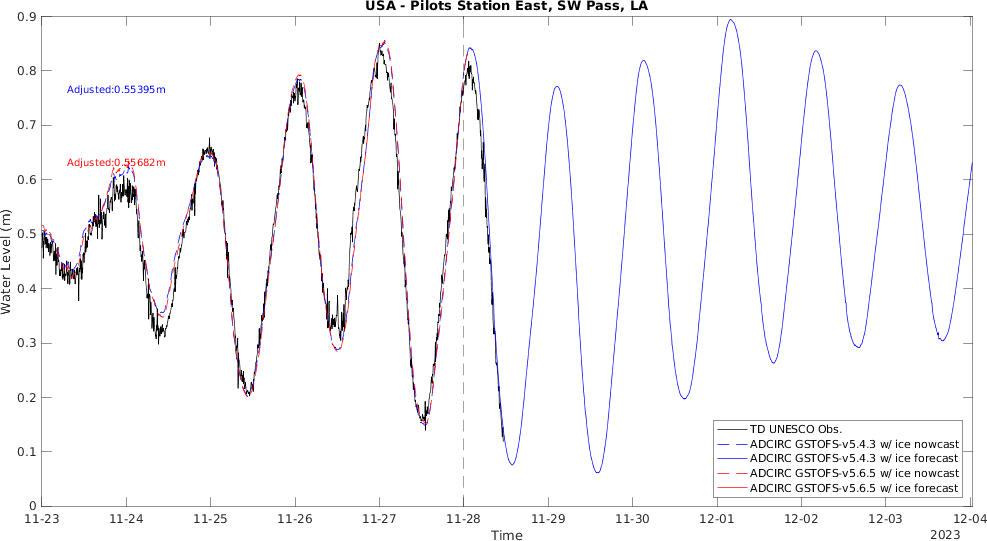 USA - Pilots Station East, SW Pass, LA
0.9
0.8
0.7
0.6
0.5
0.4
0.3
0.2
0.1
0
Water Level (m)
Adjusted:0.55395m
Adjusted:0.55682m
TD UNESCO Obs.
ADCIRC GSTOFS-v5.4.3 w/ ice nowcast
ADCIRC GSTOFS-v5.4.3 w/ ice forecast
ADCIRC GSTOFS-v5.6.5 w/ ice nowcast
ADCIRC GSTOFS-v5.6.5 w/ ice forecast
11-23 11-24 11-25 11-26 11-27 11-28 11-29 11-30 12-01 12-02 12-03 12-04
Time
2023